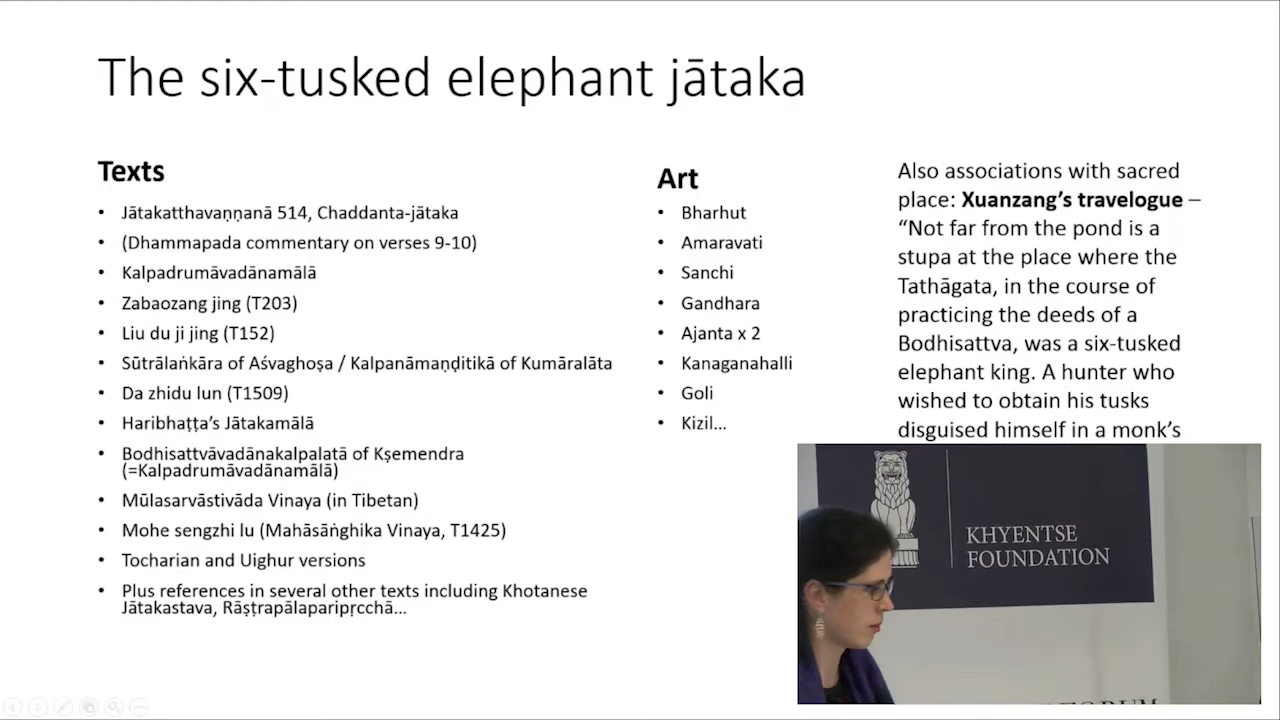 The six-tusked elephant jātaka
Texts
• Jātakatthavaṇṇanā 514, Chaddanta-jātaka
• (Dhammapada commentary on verses 9-10)
• Kalpadrumāvadānamālā
• Zabaozang jing (T203)
• Liu du ji jing (T152)
• Sūtrālaṅkāra of Aśvaghoṣa / Kalpanāmaṇḍitikā of Kumāralāta
• Da zhidu lun (T1509)
• Haribhaṭṭa’s Jātakamālā
• Bodhisattvāvadānakalpalatā of Kṣemendra
(=Kalpadrumāvadānamālā)
• Mūlasarvāstivāda Vinaya (in Tibetan)
• Mohe sengzhi lu (Mahāsāṅghika Vinaya, T1425)
• Tocharian and Uighur versions
• Plus references in several other texts including Khotanese
Jātakastava, Rāṣṭrapālaparipṛcchā…
Art
• Bharhut
• Amaravati
• Sanchi
• Gandhara
• Ajanta x 2
• Kanaganahalli
• Goli
• Kizil…
Also associations with sacred
place: Xuanzang’s travelogue –
“Not far from the pond is a
stupa at the place where the
Tathāgata, in the course of
practicing the deeds of a
Bodhisattva, was a six-tusked
elephant king. A hunter who
wished to obtain his tusks
disguised himself in a monk’s
KHYENTSE
FOUNDATION